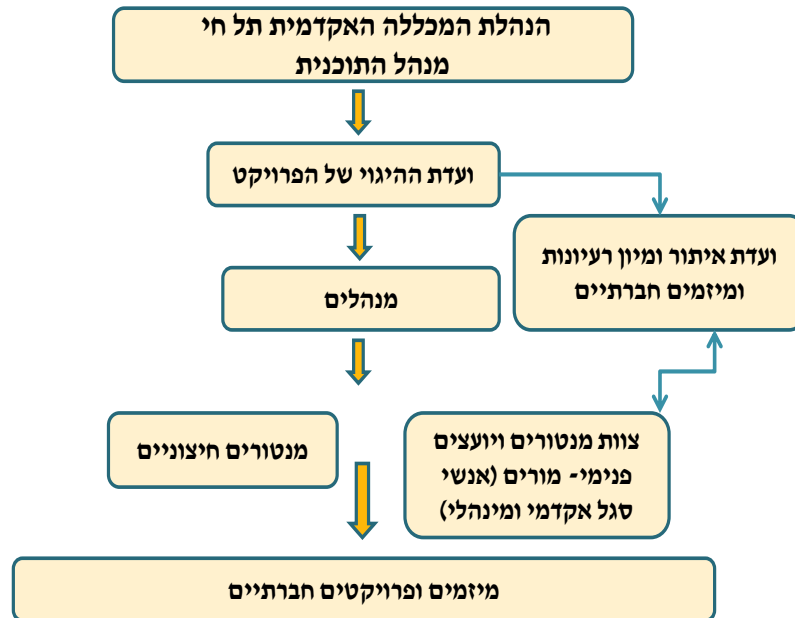 הנהלת המכללה האקדמית תל חי
מנהל התוכנית
ועדת ההיגוי של הפרויקט
ועדת איתור ומיון רעיונות
ומיזמים חברתיים
מנהלים
צוות מנטורים ויועצים
פנימי- מורים (אנשי
סגל אקדמי ומינהלי)
מנטורים חיצוניים
מיזמים ופרויקטים חברתיים